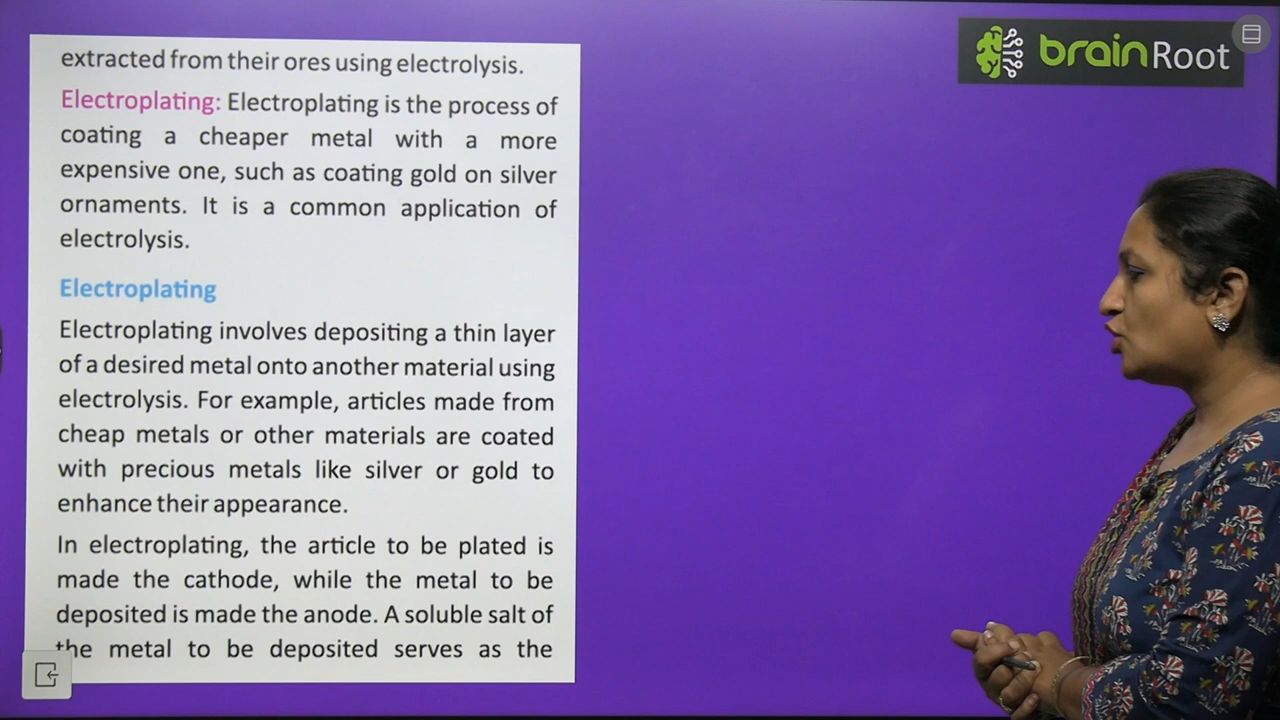 brainRoot
extracted from their ores using electrolysis.
Electroplating: Electroplating is the process of
coating a cheaper metal with a more
expensive one, such as coating gold on silver
ornaments. It is a common application of
electrolysis.
Electroplating
Electroplating involves depositing a thin layer
of a desired metal onto another material using
electrolysis. For example, articles made from
cheap metals or other materials are coated
with precious metals like silver or gold to
enhance their appearance.
In electroplating, the article to be plated is
made the cathode, while the metal to be
deposited is made the anode. A soluble salt of
the metal to be deposited serves as the